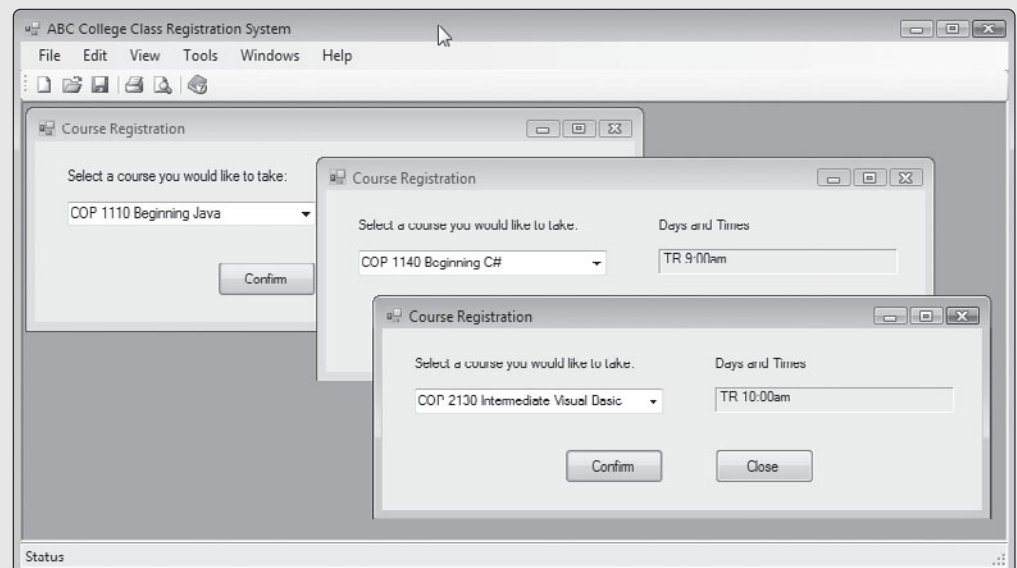 ABC College Class Registration System
File Edit View Tools Windows Help
Course Registration
Select a course you would like to take:
COP 1110 Beginning Java
Confirm
Course Registration
Select a course you would like to take.
Days and Times
COP 1140 Beginning C#
TR 9:00am
Course Registration
Select a course you would like to take.
Days and Times
COP 2130 Intermediate Visual Basic
TR 10:00am
Confirm Close
Status